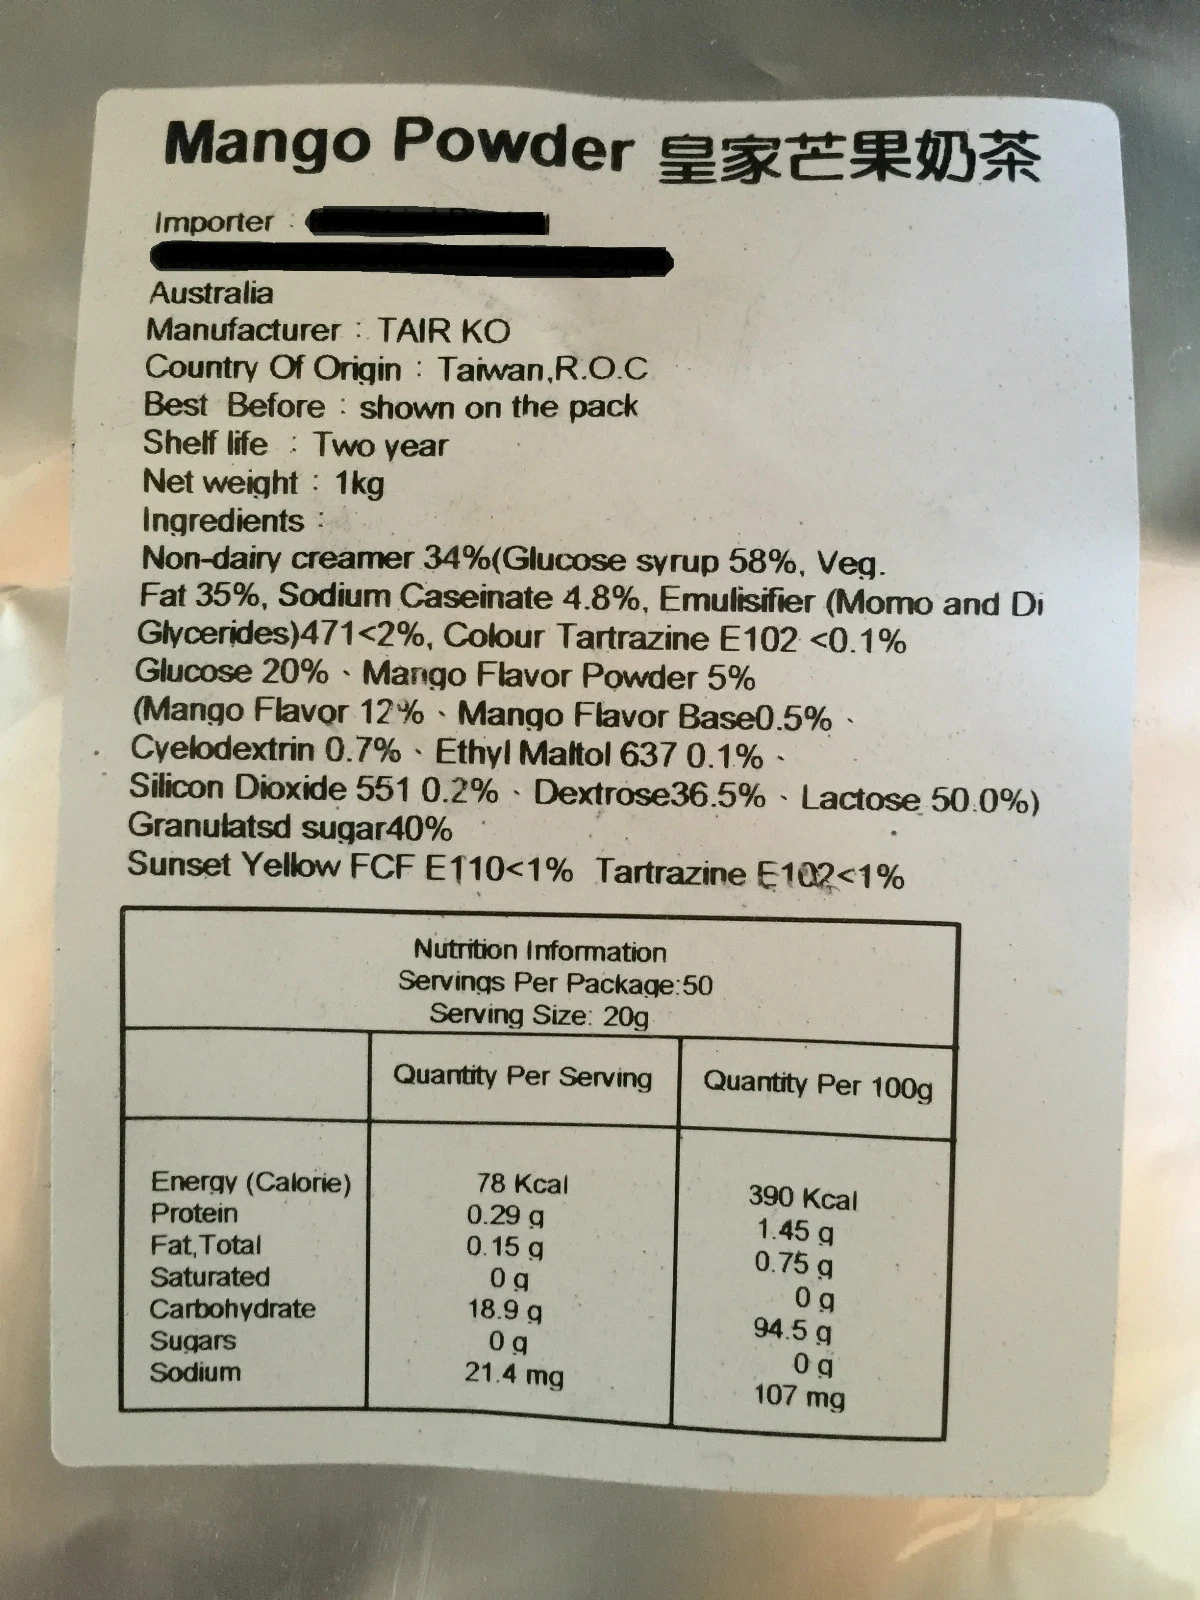 Mango Powder 皇家芒果奶茶
Importer :
Australia
Manufacturer : TAIR KO
Country Of Origin : Taiwan,R.O.C
Best Before : shown on the pack
Shelf life : Two year
Net weight : 1kg
Ingredients :
Non-dairy creamer 34%(Glucose syrup 58%, Veg.
Fat 35%, Sodium Caseinate 4.8%, Emulisifier (Momo and Di
Glycerides)471<2%, Colour Tartrazine E102 <0.1%
Glucose 20%、Mango Flavor Powder 5%
(Mango Flavor 12%、Mango Flavor Base0.5%、
Cyelodextrin 0.7%、Ethyl Maltol 637 0.1%、
Silicon Dioxide 551 0.2%、Dextrose36.5%、Lactose 50.0%)
Granulatsd sugar40%
Sunset Yellow FCF E110<1% Tartrazine E102<1%
Nutrition Information
Servings Per Package:50
Serving Size: 20g
Quantity Per Serving Quantity Per 100g
Energy (Calorie) 78 Kcal 390 Kcal
Protein 0.29 g 1.45 g
Fat,Total 0.15 g 0.75 g
Saturated 0 g 0 g
Carbohydrate 18.9 g 94.5 g
Sugars 0 g 0 g
Sodium 21.4 mg 107 mg